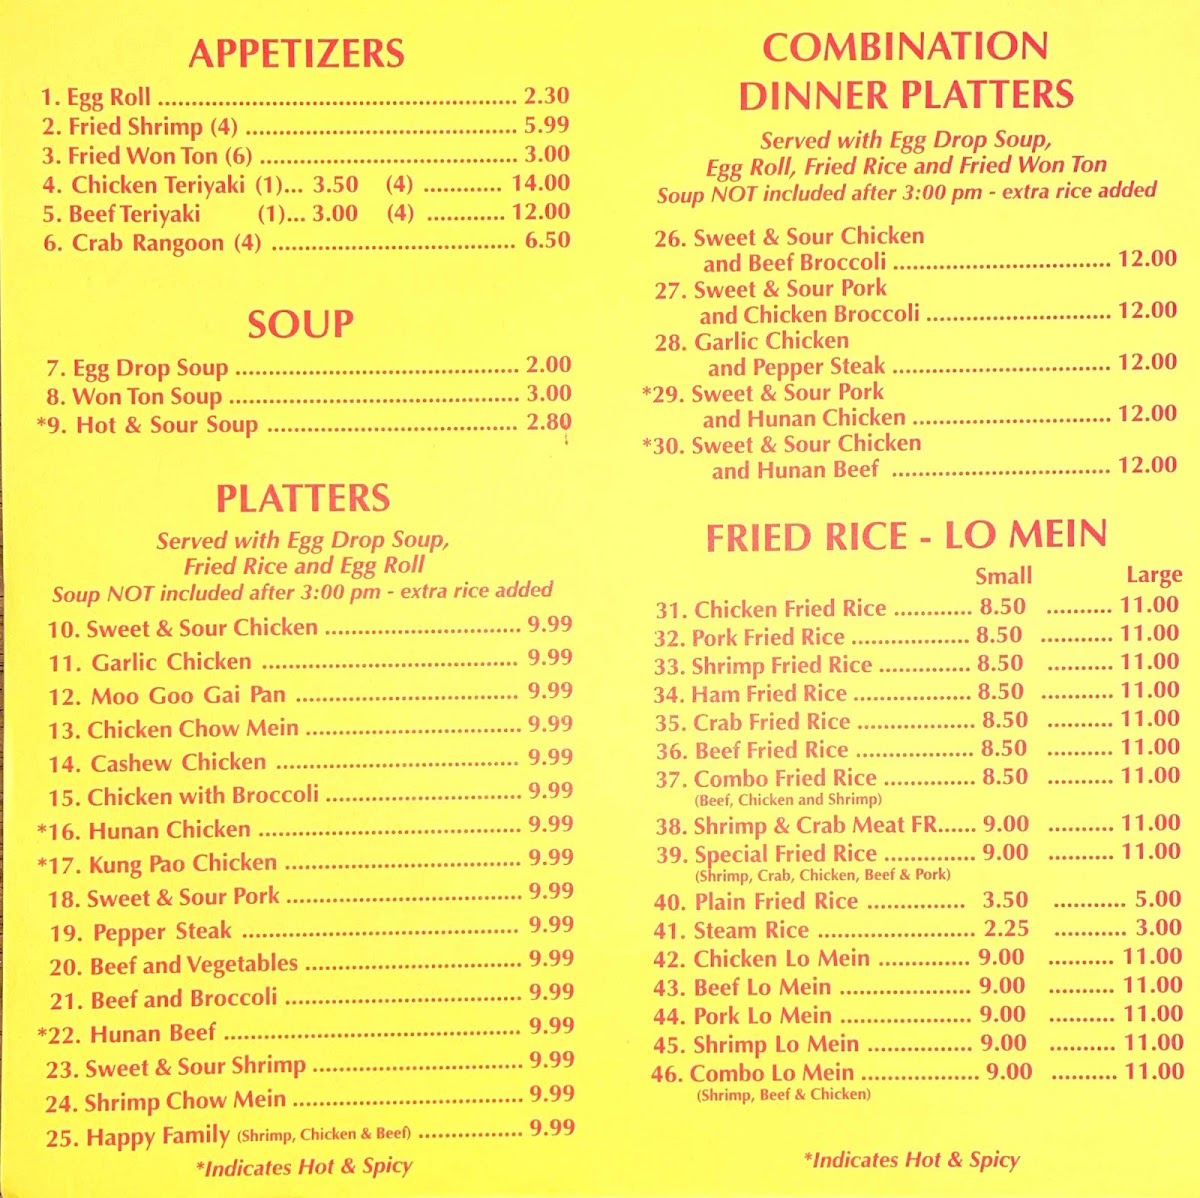 APPETIZERS
1. Egg Roll ........................................................ 2.30
2. Fried Shrimp (4) .......................................... 5.99
3. Fried Won Ton (6) ........................................ 3.00
4. Chicken Teriyaki (1)... 3.50 (4) ............ 14.00
5. Beef Teriyaki (1)... 3.00 (4) ............ 12.00
6. Crab Rangoon (4) ...................................... 6.50
SOUP
7. Egg Drop Soup ............................................ 2.00
8. Won Ton Soup ............................................. 3.00
*9. Hot & Sour Soup ....................................... 2.80
PLATTERS
Served with Egg Drop Soup,
Fried Rice and Egg Roll
Soup NOT included after 3:00 pm - extra rice added
10. Sweet & Sour Chicken .............................. 9.99
11. Garlic Chicken ........................................ 9.99
12. Moo Goo Gai Pan ................................... 9.99
13. Chicken Chow Mein ................................. 9.99
14. Cashew Chicken ...................................... 9.99
15. Chicken with Broccoli .............................. 9.99
*16. Hunan Chicken ........................................ 9.99
*17. Kung Pao Chicken .................................... 9.99
18. Sweet & Sour Pork .................................... 9.99
19. Pepper Steak ........................................... 9.99
20. Beef and Vegetables ................................. 9.99
21. Beef and Broccoli .................................... 9.99
*22. Hunan Beef .............................................. 9.99
23. Sweet & Sour Shrimp ................................ 9.99
24. Shrimp Chow Mein ................................... 9.99
25. Happy Family (Shrimp, Chicken & Beef) ................ 9.99
*Indicates Hot & Spicy
COMBINATION
DINNER PLATTERS
Served with Egg Drop Soup,
Egg Roll, Fried Rice and Fried Won Ton
Soup NOT included after 3:00 pm - extra rice added
26. Sweet & Sour Chicken
and Beef Broccoli .................................. 12.00
27. Sweet & Sour Pork
and Chicken Broccoli ............................. 12.00
28. Garlic Chicken
and Pepper Steak .................................. 12.00
*29. Sweet & Sour Pork
and Hunan Chicken ............................... 12.00
*30. Sweet & Sour Chicken
and Hunan Beef .................................. 12.00
FRIED RICE - LO MEIN
Small Large
31. Chicken Fried Rice ............ 8.50 .......... 11.00
32. Pork Fried Rice .................. 8.50 ........... 11.00
33. Shrimp Fried Rice .............. 8.50 .......... 11.00
34. Ham Fried Rice .................. 8.50 ........... 11.00
35. Crab Fried Rice .................. 8.50 .......... 11.00
36. Beef Fried Rice .................. 8.50 .......... 11.00
37. Combo Fried Rice .............. 8.50 .......... 11.00
(Beef, Chicken and Shrimp)
38. Shrimp & Crab Meat FR...... 9.00 .......... 11.00
39. Special Fried Rice .............. 9.00 .......... 11.00
(Shrimp, Crab, Chicken, Beef & Pork)
40. Plain Fried Rice ............... 3.50 ........... 5.00
41. Steam Rice ........................ 2.25 ........... 3.00
42. Chicken Lo Mein .............. 9.00 .......... 11.00
43. Beef Lo Mein .................... 9.00 .......... 11.00
44. Pork Lo Mein .................... 9.00 .......... 11.00
45. Shrimp Lo Mein ................ 9.00 .......... 11.00
46. Combo Lo Mein .................. 9.00 .......... 11.00
(Shrimp, Beef & Chicken)
*Indicates Hot & Spicy